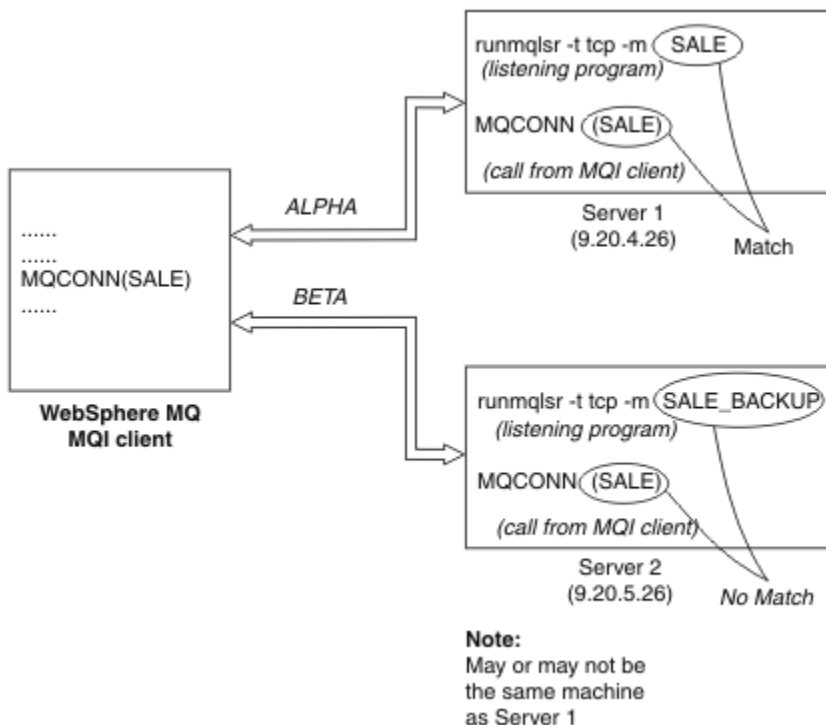 runmqlsr -t tcp -m SALE
(listening program)
MQCONN (SALE)
(call from MQI client)
Server 1
(9.20.4.26)
Match
ALPHA
......
......
MQCONN(SALE)
......
BETA
WebSphere MQ
MQI client
runmqlsr -t tcp -m SALE_BACKUP
(listening program)
MQCONN (SALE)
(call from MQI client)
Server 2
(9.20.5.26)
No Match
Note:
May or may not be
the same machine
as Server 1